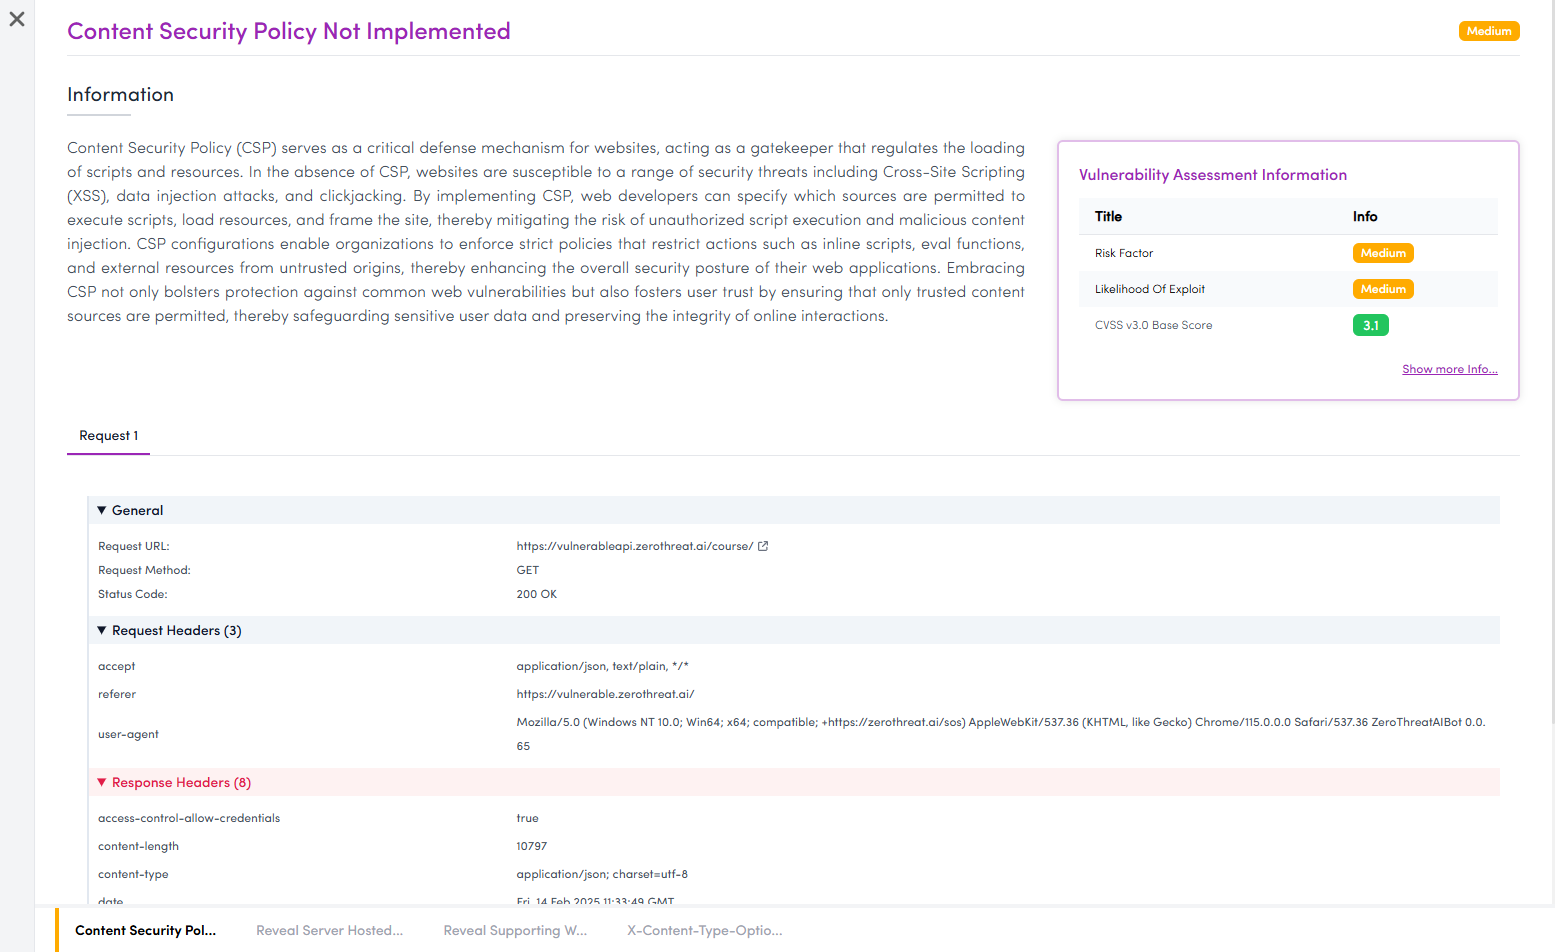 Content Security Policy Not Implemented
Medium
Information
Content Security Policy (CSP) serves as a critical defense mechanism for websites, acting as a gatekeeper that regulates the loading
of scripts and resources. In the absence of CSP, websites are susceptible to a range of security threats including Cross-Site Scripting
(XSS), data injection attacks, and clickjacking. By implementing CSP, web developers can specify which sources are permitted to
execute scripts, load resources, and frame the site, thereby mitigating the risk of unauthorized script execution and malicious content
injection. CSP configurations enable organizations to enforce strict policies that restrict actions such as inline scripts, eval functions,
and external resources from untrusted origins, thereby enhancing the overall security posture of their web applications. Embracing
CSP not only bolsters protection against common web vulnerabilities but also fosters user trust by ensuring that only trusted content
sources are permitted, thereby safeguarding sensitive user data and preserving the integrity of online interactions.
Vulnerability Assessment Information
Title Info
Risk Factor Medium
Likelihood Of Exploit Medium
CVSS v3.0 Base Score 3.1
Show more Info...
Request 1
▼ General
Request URL: https://vulnerableapi.zerothreat.ai/course/
Request Method: GET
Status Code: 200 OK
▼ Request Headers (3)
accept application/json, text/plain, */*
referer https://vulnerable.zerothreat.ai/
user-agent Mozilla/5.0 (Windows NT 10.0; Win64; x64; compatible; +https://zerothreat.ai/sos) AppleWebKit/537.36 (KHTML, like Gecko) Chrome/115.0.0.0 Safari/537.36 ZeroThreatAIBot 0.0.
65
▼ Response Headers (8)
access-control-allow-credentials true
content-length 10797
content-type application/json; charset=utf-8
date Fri, 14 Feb 2025 11:33:49 GMT
Content Security Pol... Reveal Server Hosted... Reveal Supporting W... X-Content-Type-Optio...